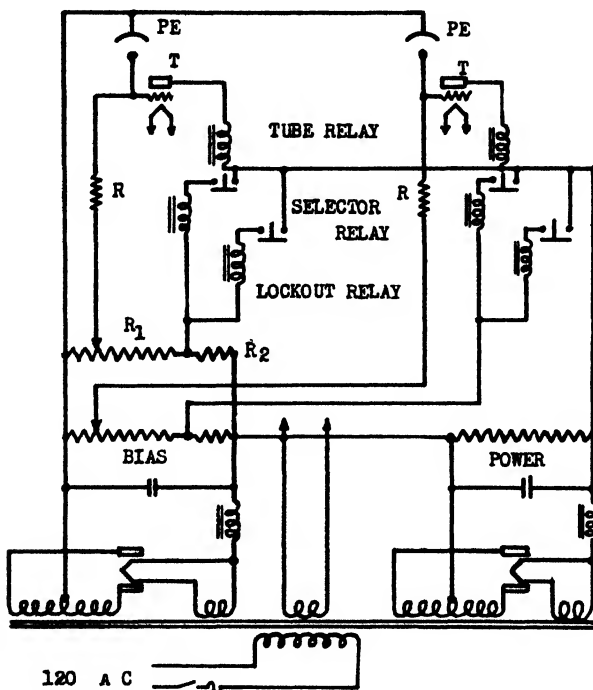 PE PE
T T
TUBE RELAY
R SELECTOR R
RELAY
LOCKOUT RELAY
R1
R2
BIAS POWER
120 A C